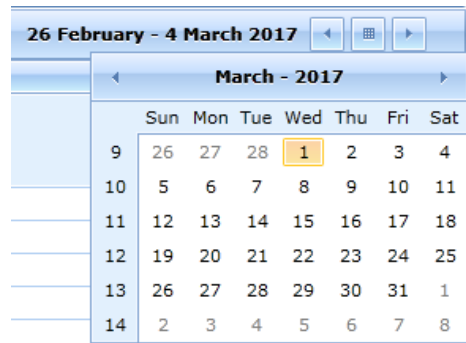 26 February - 4 March 2017
March - 2017
Sun Mon Tue Wed Thu Fri Sat
9 26 27 28 1 2 3 4
10 5 6 7 8 9 10 11
11 12 13 14 15 16 17 18
12 19 20 21 22 23 24 25
13 26 27 28 29 30 31 1
14 2 3 4 5 6 7 8